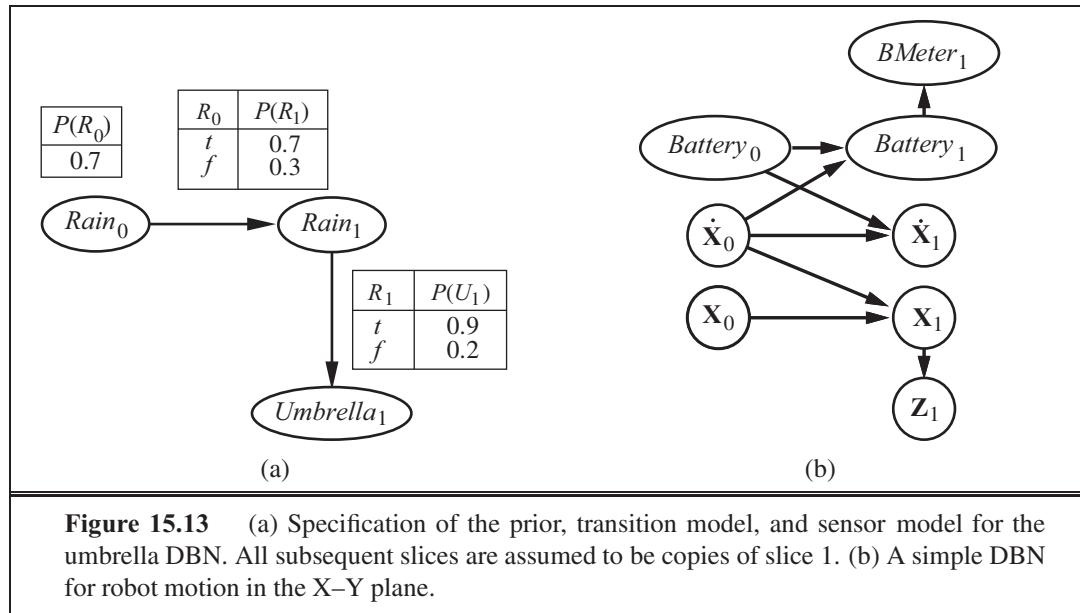 P(R0)
0.7
R0 P(R1)
t 0.7
f 0.3
Rain0
Rain1
R1 P(U1)
t 0.9
f 0.2
Umbrella1
(a)
BMeter1
Battery0
Battery1
Ẋ0
Ẋ1
X0
X1
Z1
(b)
Figure 15.13 (a) Specification of the prior, transition model, and sensor model for the
umbrella DBN. All subsequent slices are assumed to be copies of slice 1. (b) A simple DBN
for robot motion in the X–Y plane.